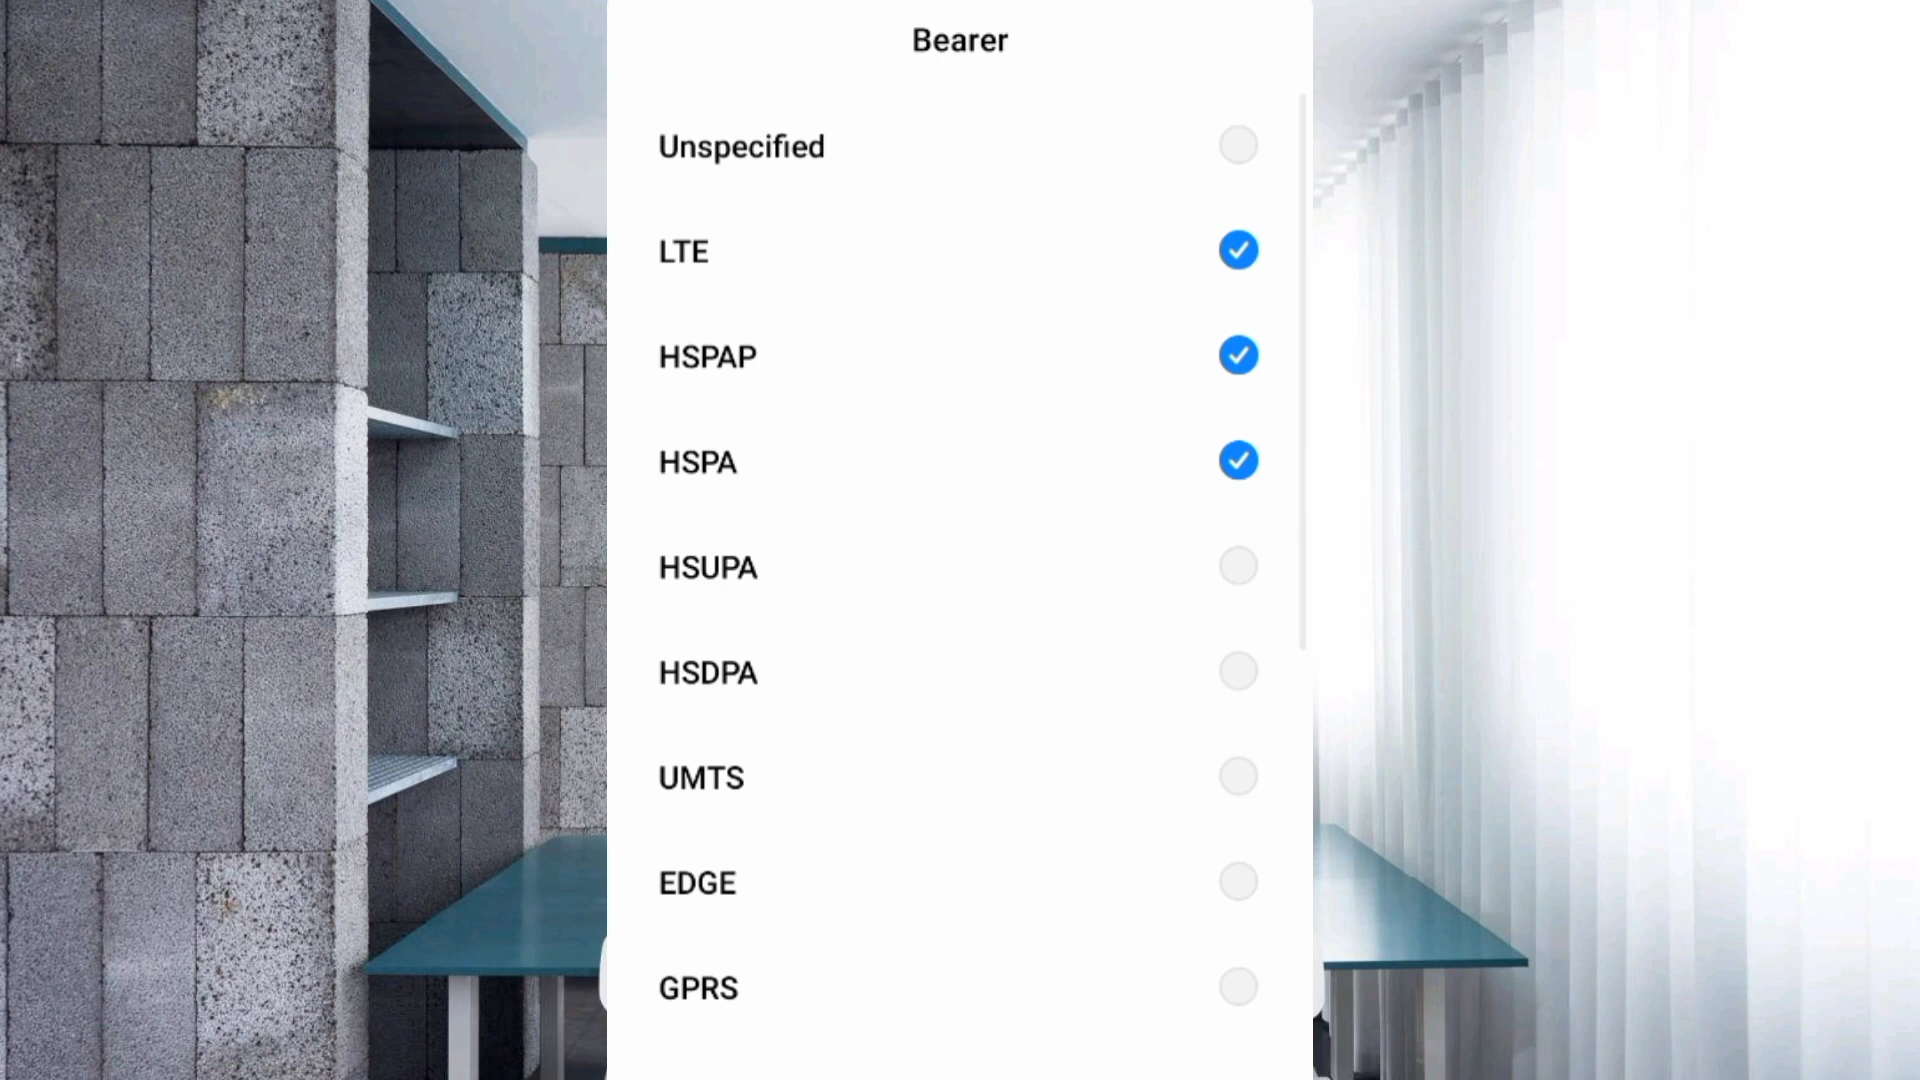 Bearer
Unspecified
LTE
HSPAP
HSPA
HSUPA
HSDPA
UMTS
EDGE
GPRS